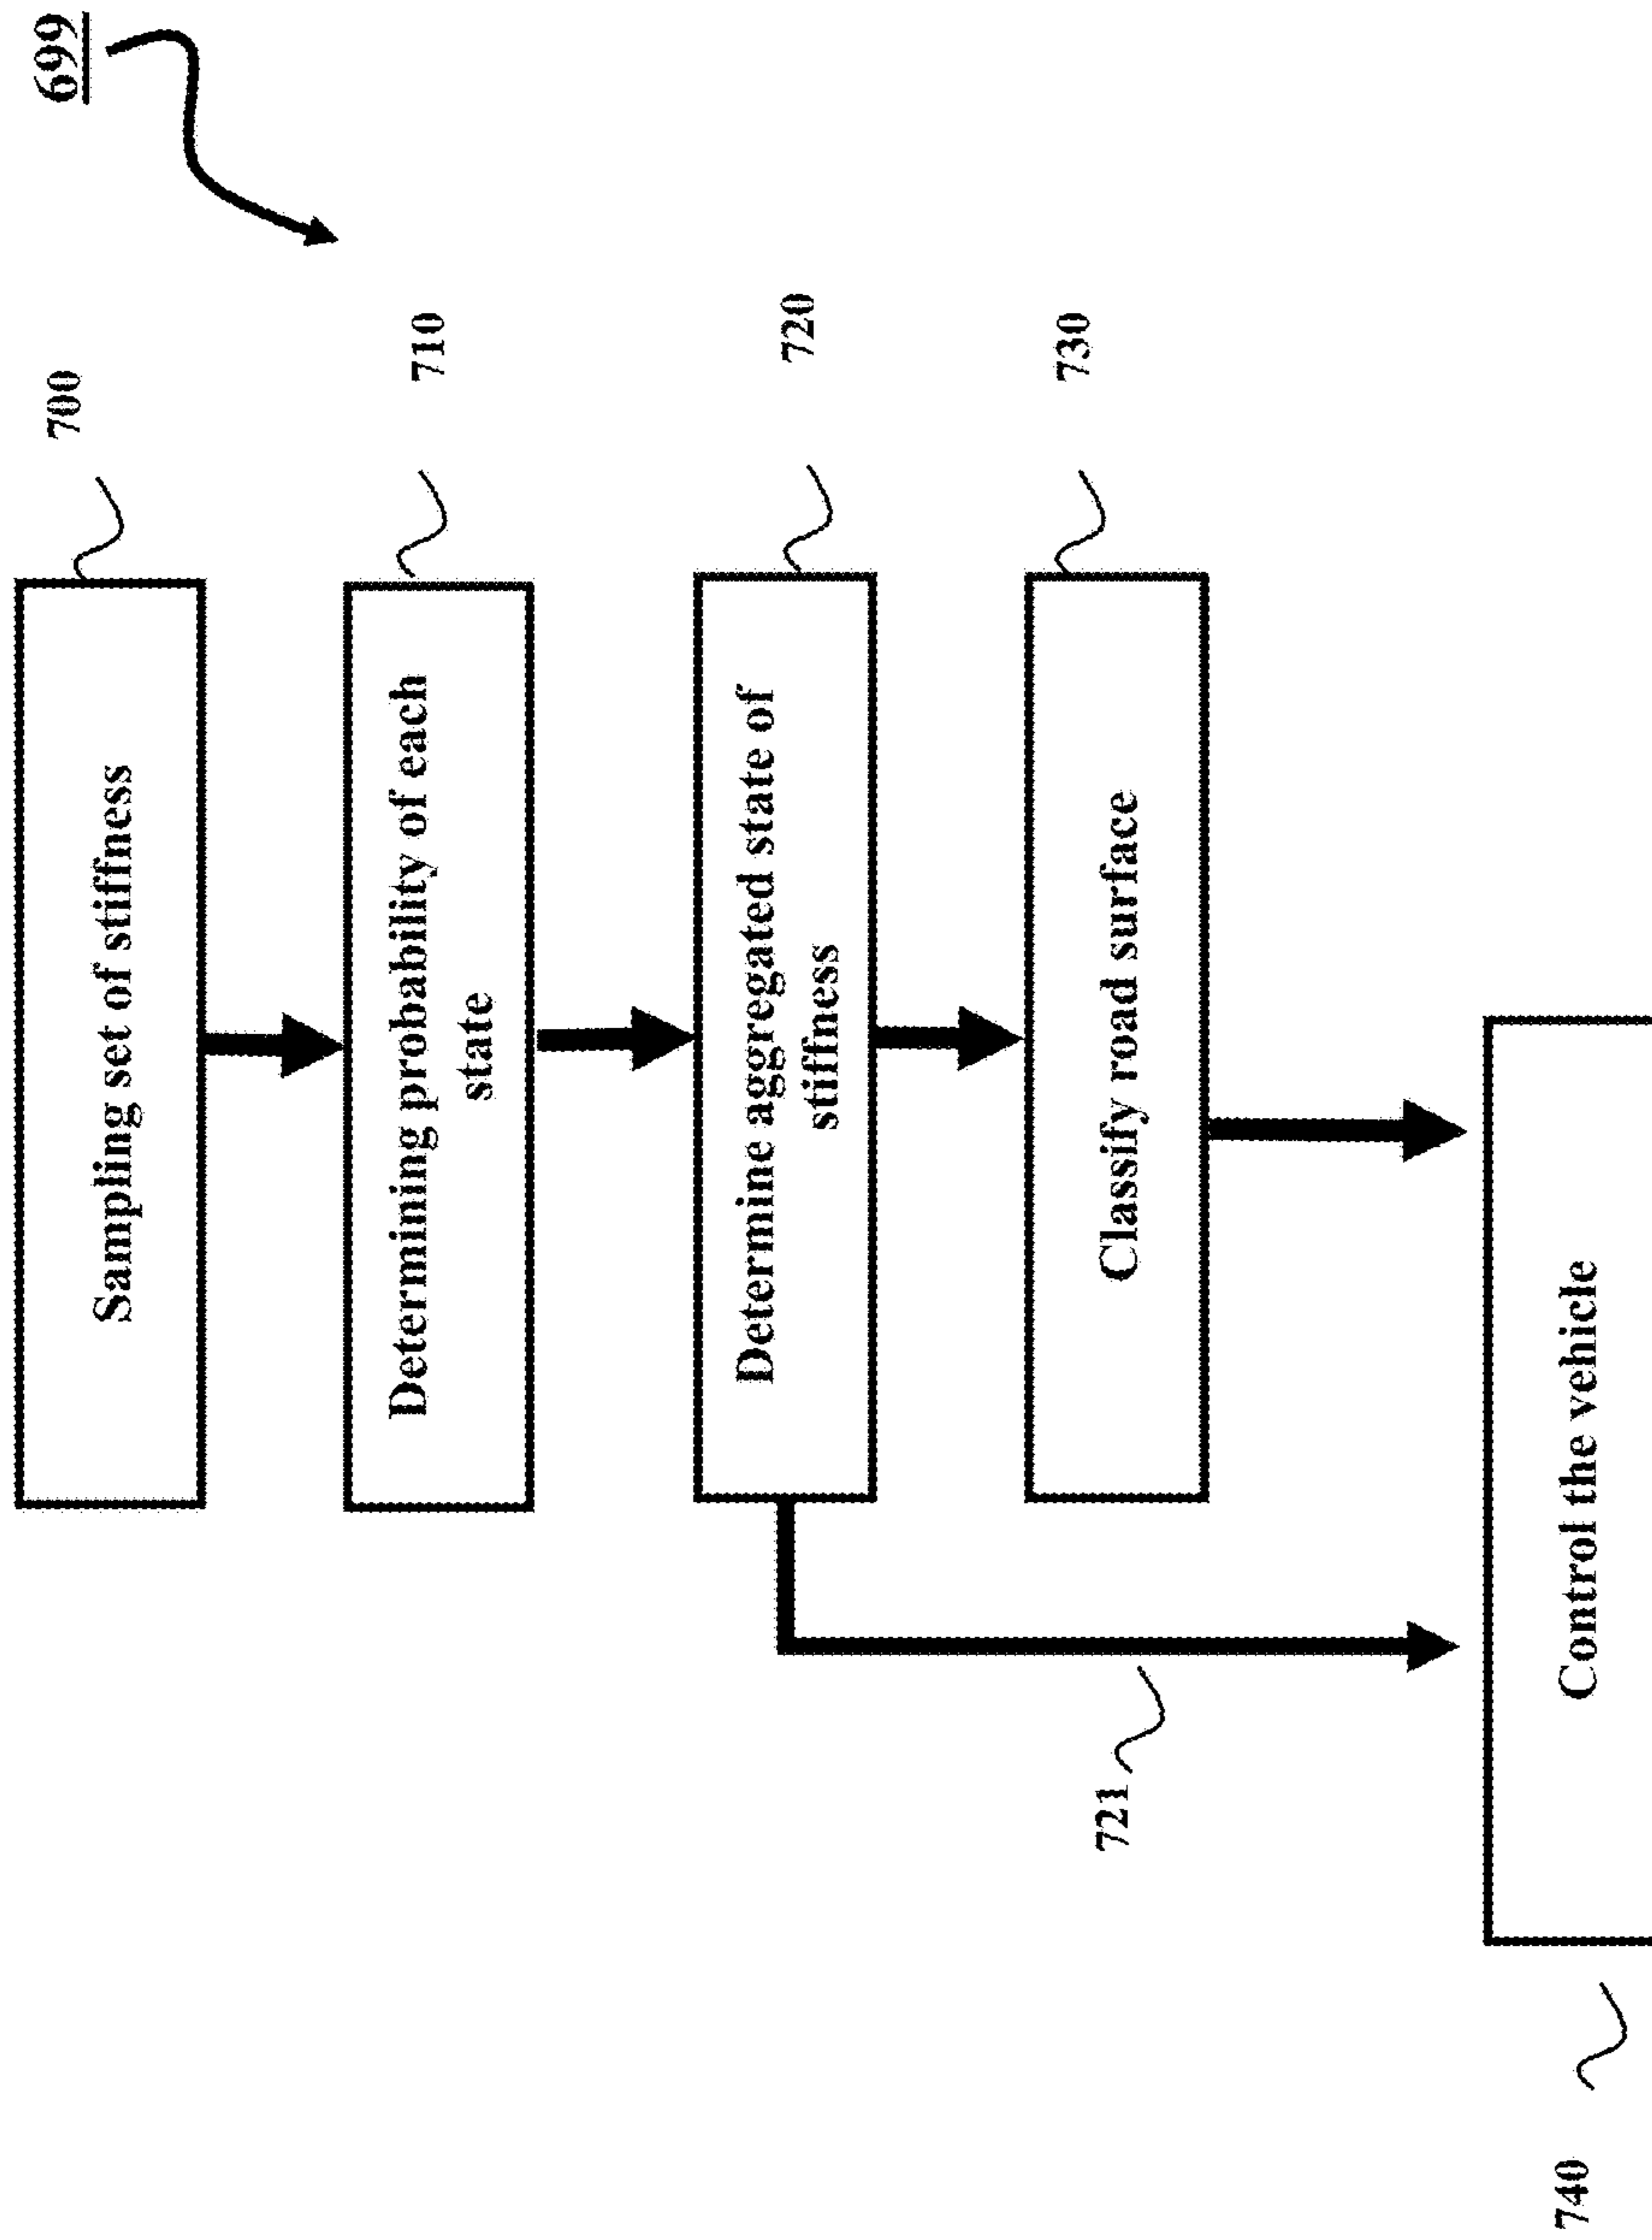 699
700
Sampling set of stiffness
710
Determining probability of each
state
720
Determine aggregated state of
stiffness
730
Classify road surface
721
740
Control the vehicle